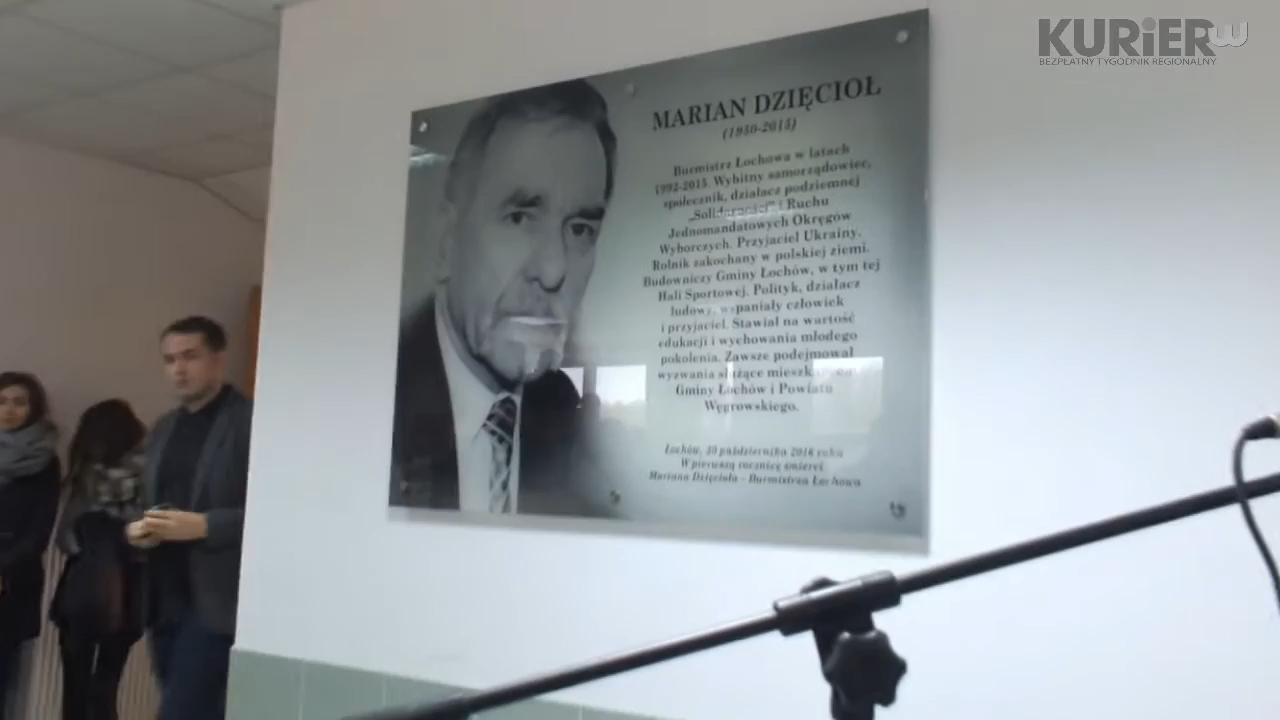 KURiER W
BEZPŁATNY TYGODNIK REGIONALNY
MARIAN DZIĘCIOŁ
(1950-2015)
Burmistrz Łochowa w latach
1992-2015. Wybitny samorządowiec,
społecznik, działacz podziemnej
„Solidarności” i Ruchu
Jednomandatowych Okręgów
Wyborczych. Przyjaciel Ukrainy.
Rolnik zakochany w polskiej ziemi.
Budowniczy Gminy Łochów, w tym tej
Hali Sportowej. Polityk, działacz
ludowy, wspaniały człowiek
i przyjaciel. Stawiał na wartość
edukacji i wychowania młodego
pokolenia. Zawsze podejmował
wyzwania służące mieszkańcom
Gminy Łochów i Powiatu
Węgrowskiego.
Łochów, 30 października 2016 roku
W pierwszą rocznicę śmierci
Mariana Dzięcioła - Burmistrza Łochowa